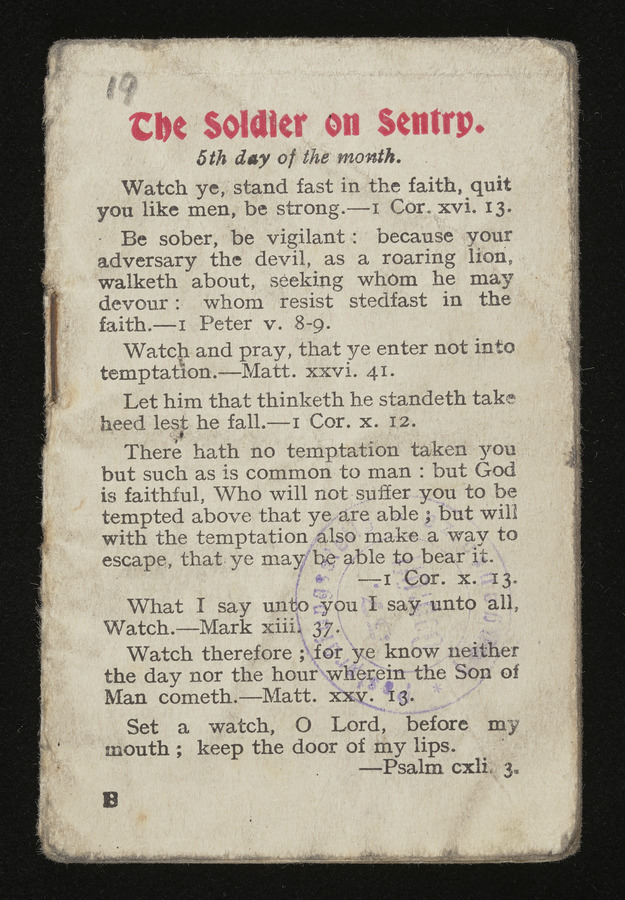 19
The Soldier on Sentry.
5th day of the month.
Watch ye, stand fast in the faith, quit
you like men, be strong.—1 Cor. xvi. 13.
Be sober, be vigilant : because your
adversary the devil, as a roaring lion,
walketh about, seeking whom he may
devour : whom resist stedfast in the
faith.—1 Peter v. 8-9.
Watch and pray, that ye enter not into
temptation.—Matt. xxvi. 41.
Let him that thinketh he standeth take
heed lest he fall.—1 Cor. x. 12.
There hath no temptation taken you
but such as is common to man : but God
is faithful, Who will not suffer you to be
tempted above that ye are able ; but will
with the temptation also make a way to
escape, that ye may be able to bear it.
—1 Cor. x. 13.
What I say unto you I say unto all,
Watch.—Mark xiii. 37.
Watch therefore ; for ye know neither
the day nor the hour wherein the Son of
Man cometh.—Matt. xxv. 13.
Set a watch, O Lord, before my
mouth ; keep the door of my lips.
—Psalm cxli. 3.
B